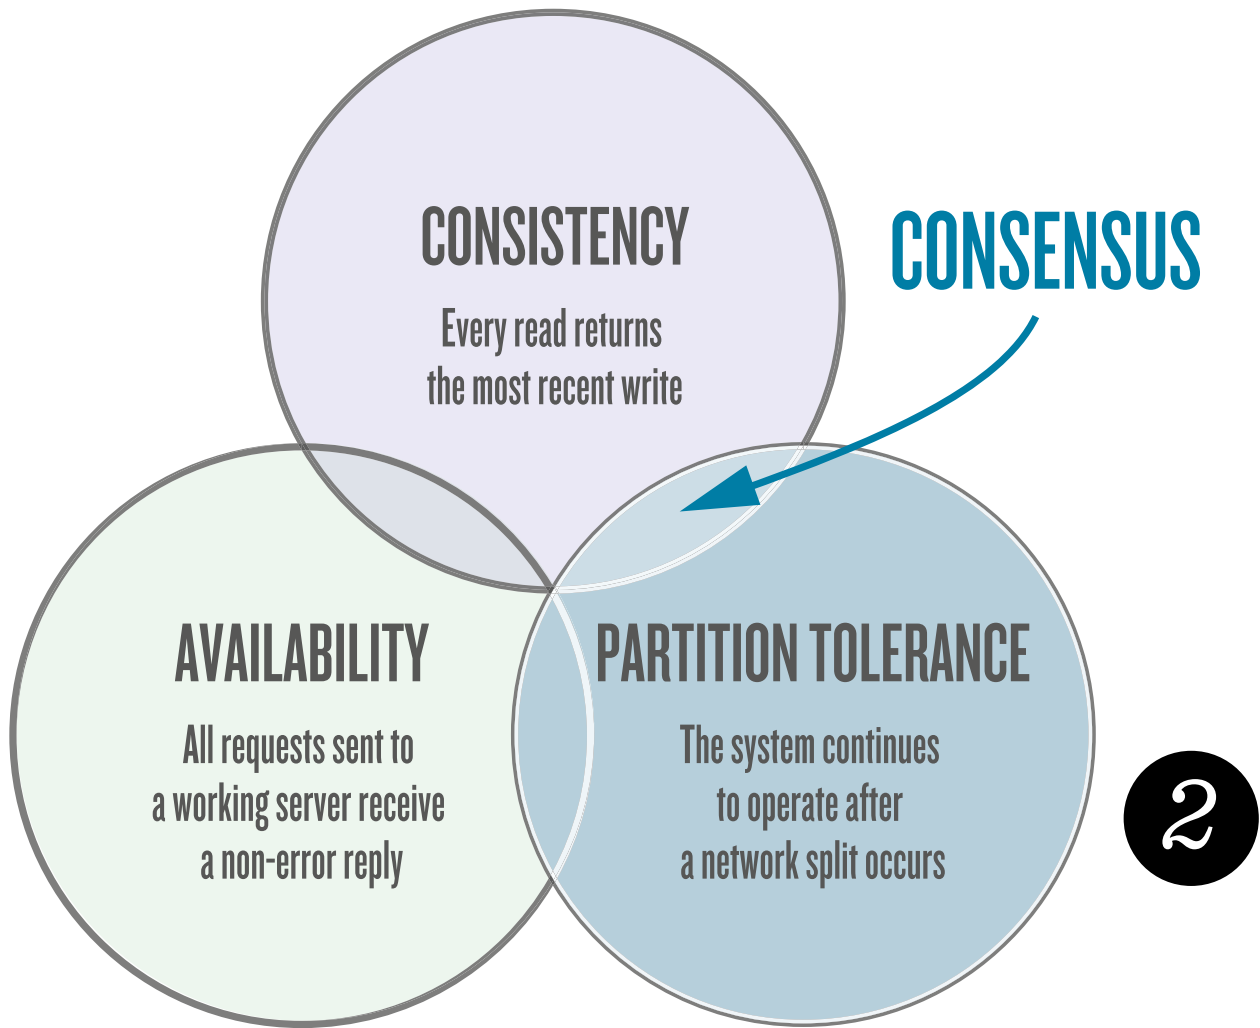 CONSISTENCY
Every read returns
the most recent write
CONSENSUS
AVAILABILITY
All requests sent to
a working server receive
a non-error reply
PARTITION TOLERANCE
The system continues
to operate after
a network split occurs
2